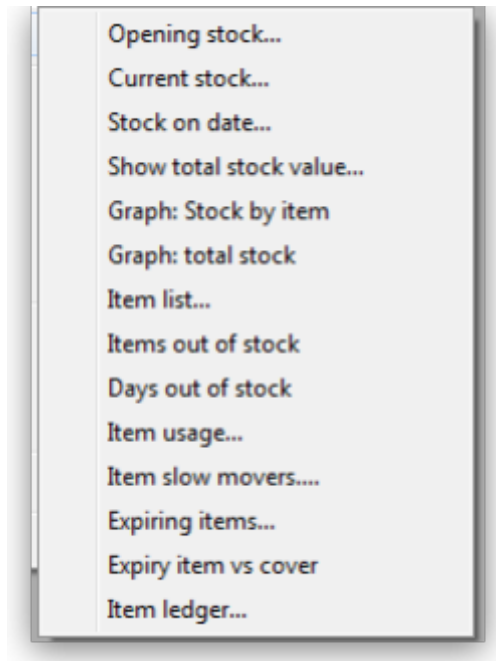 Opening stock...
Current stock...
Stock on date...
Show total stock value...
Graph: Stock by item
Graph: total stock
Item list...
Items out of stock
Days out of stock
Item usage...
Item slow movers....
Expiring items...
Expiry item vs cover
Item ledger...